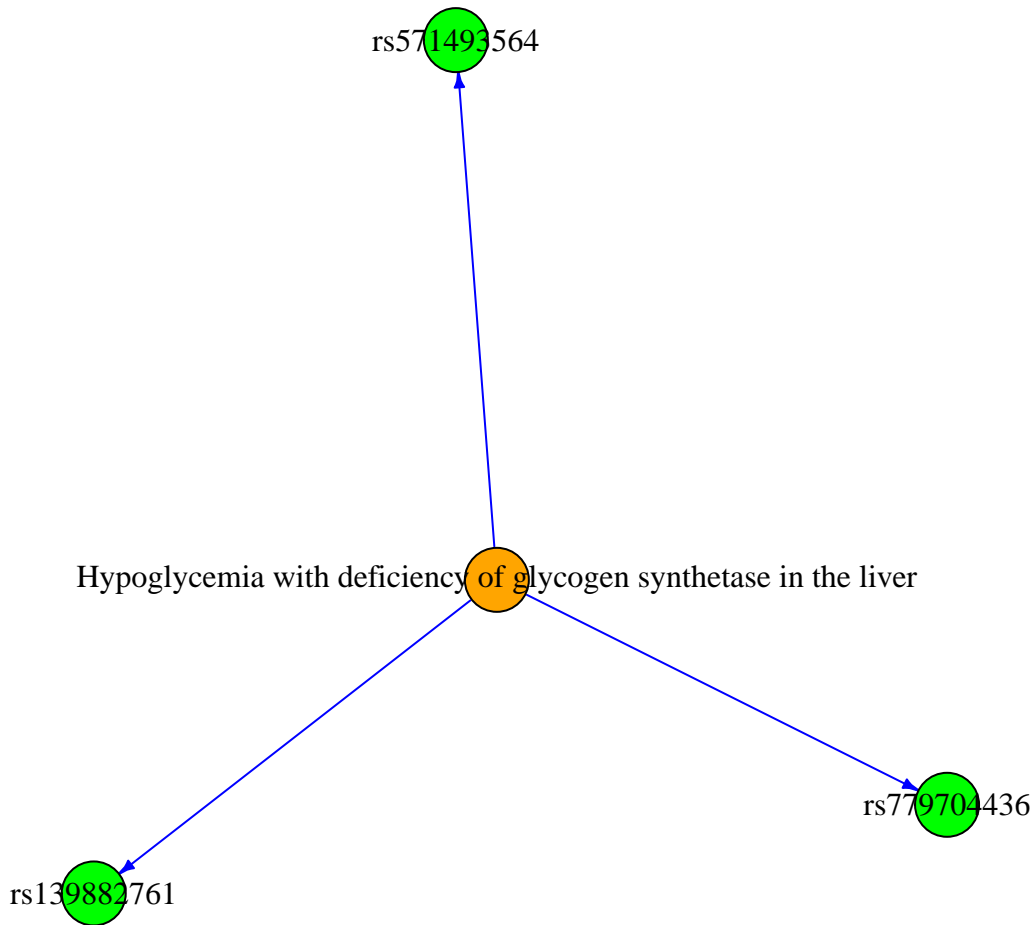 rs571493564
Hypoglycemia with deficiency of glycogen synthetase in the liver
rs779704436
rs139882761